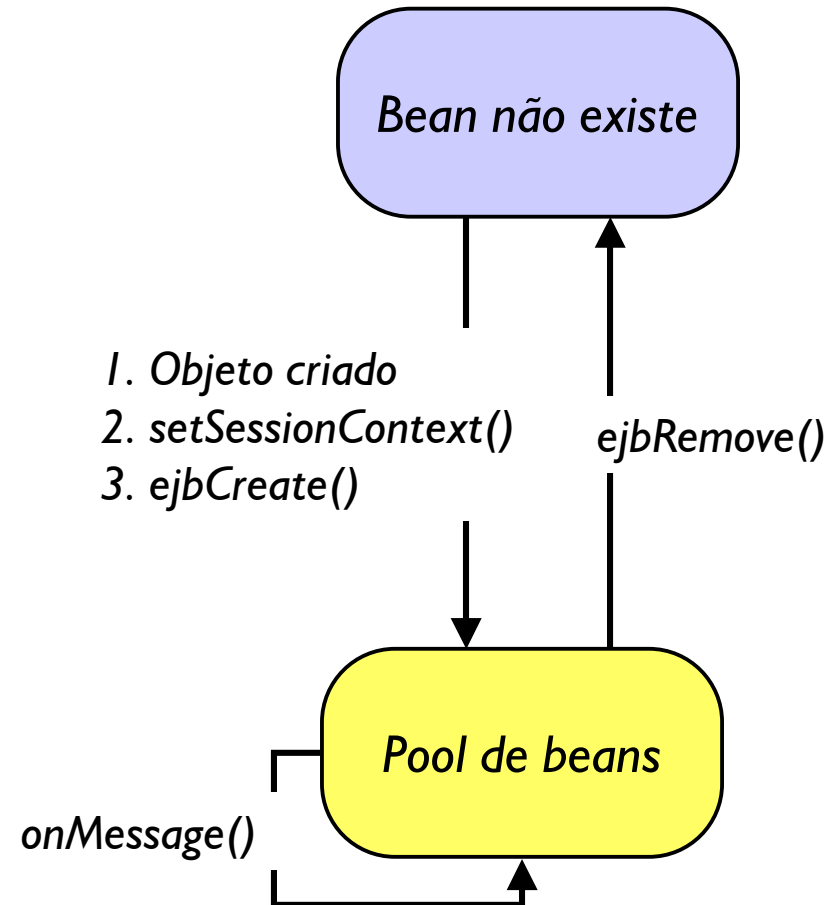 Bean não existe
1. Objeto criado
2. setSessionContext()
3. ejbCreate()
ejbRemove()
Pool de beans
onMessage()